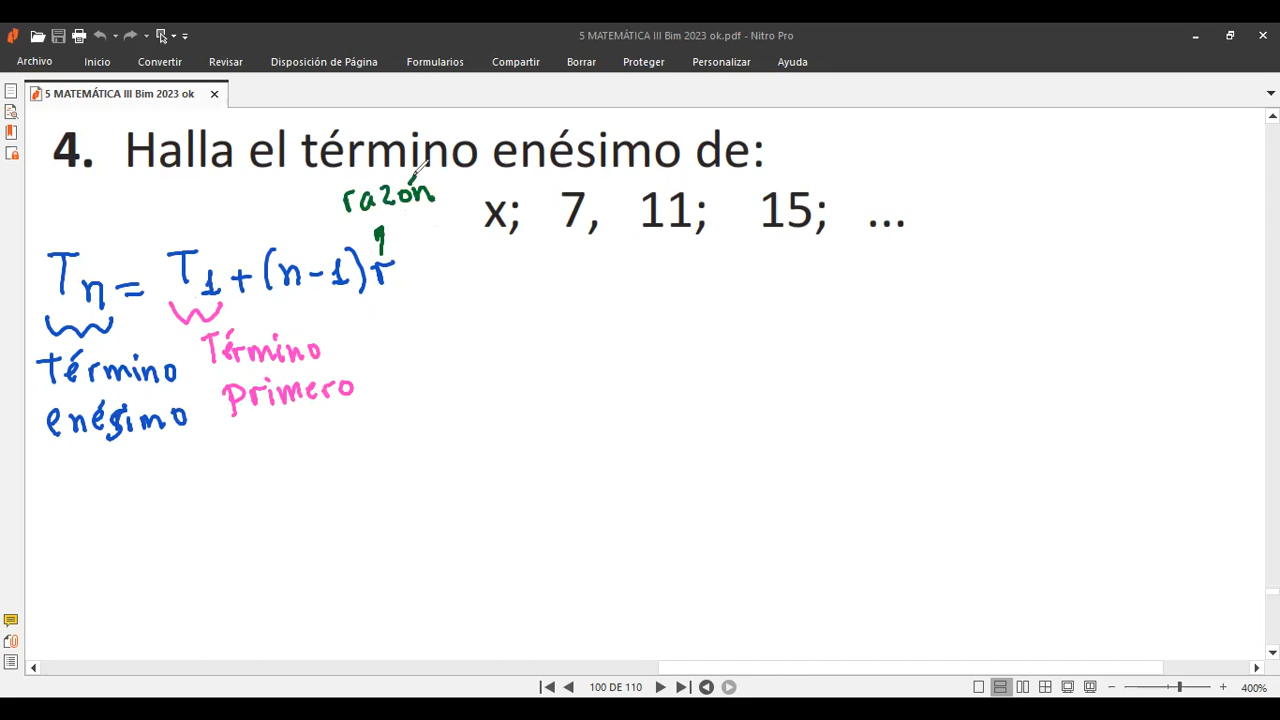 5 MATEMÁTICA III Bim 2023 ok.pdf - Nitro Pro
Archivo Inicio Convertir Revisar Disposición de Página Formularios Compartir Borrar Proteger Personalizar Ayuda
5 MATEMÁTICA III Bim 2023 ok
4. Halla el término enésimo de:
razón
x; 7, 11; 15; ...
Tn = T1 + (n - 1) r
Término
Término
primero
enésimo
100 DE 110
400%